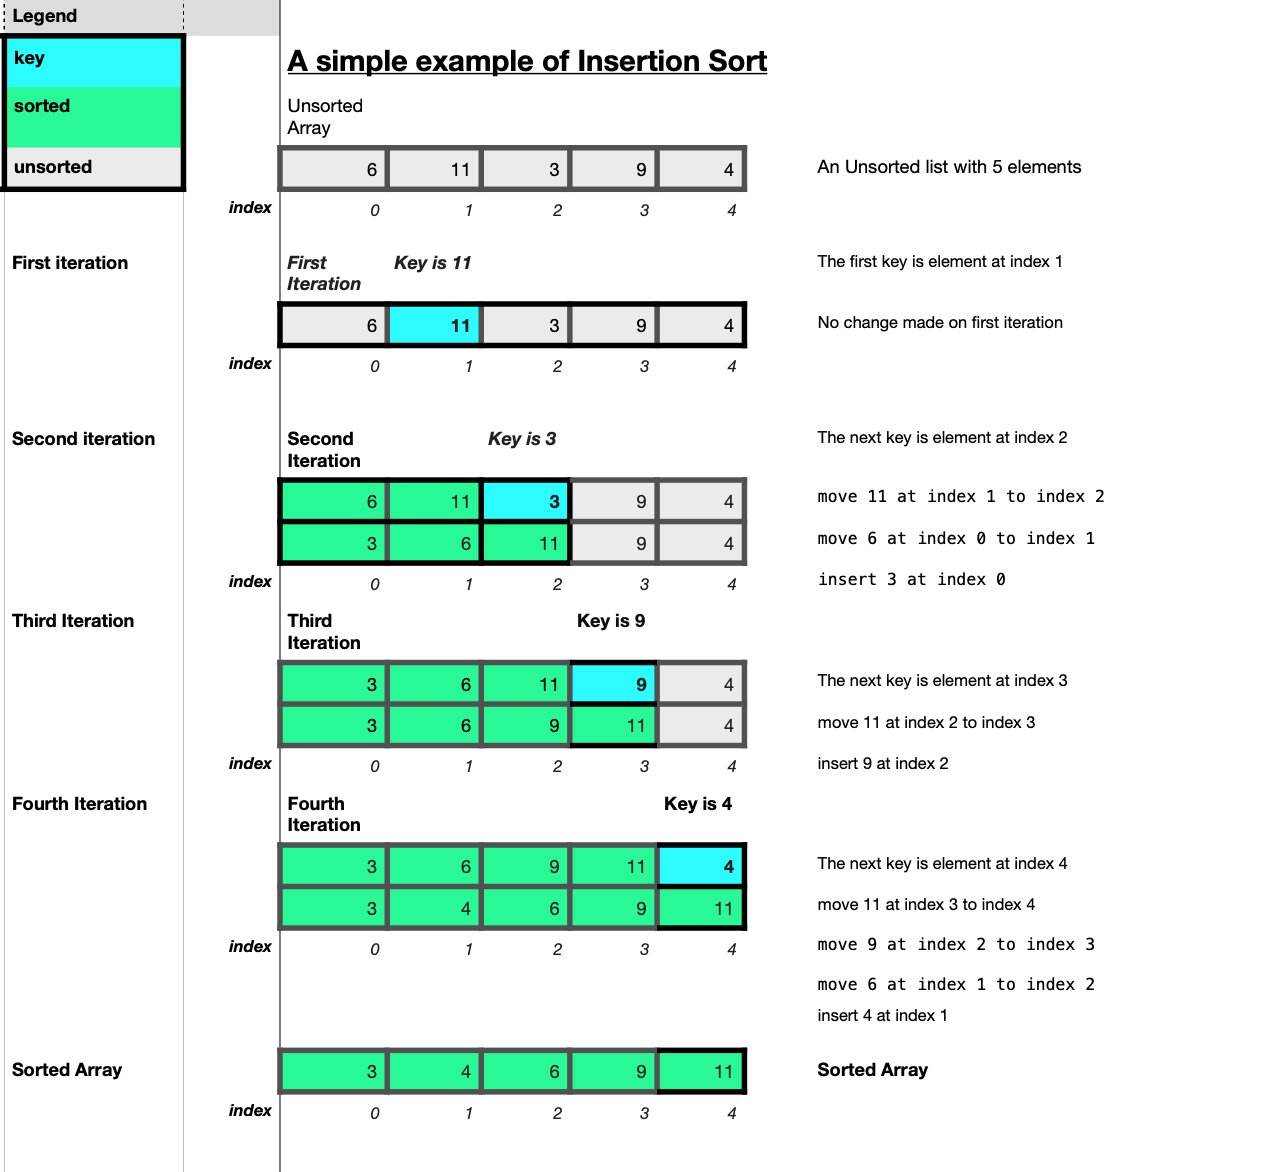 Legend
key
sorted
unsorted
A simple example of Insertion Sort
Unsorted
Array
6 11 3 9 4
An Unsorted list with 5 elements
index 0 1 2 3 4
First iteration
First
Iteration
Key is 11
The first key is element at index 1
6 11 3 9 4
No change made on first iteration
index 0 1 2 3 4
Second iteration
Second
Iteration
Key is 3
The next key is element at index 2
6 11 3 9 4
move 11 at index 1 to index 2
3 6 11 9 4
move 6 at index 0 to index 1
index 0 1 2 3 4
insert 3 at index 0
Third Iteration
Third
Iteration
Key is 9
3 6 11 9 4
The next key is element at index 3
3 6 9 11 4
move 11 at index 2 to index 3
index 0 1 2 3 4
insert 9 at index 2
Fourth Iteration
Fourth
Iteration
Key is 4
3 6 9 11 4
The next key is element at index 4
3 4 6 9 11
move 11 at index 3 to index 4
index 0 1 2 3 4
move 9 at index 2 to index 3
move 6 at index 1 to index 2
insert 4 at index 1
Sorted Array
3 4 6 9 11
Sorted Array
index 0 1 2 3 4